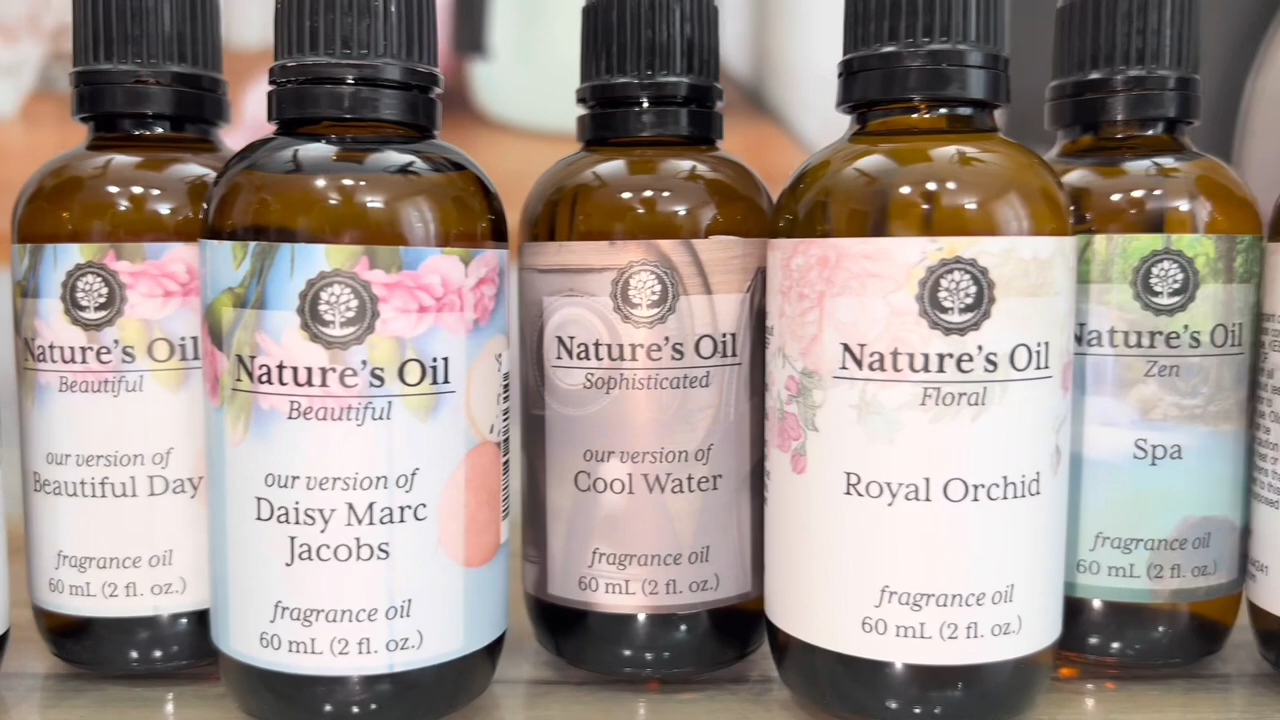 Nature's Oil
Beautiful
our version of
Beautiful Day
fragrance oil
60 mL (2 fl. oz.)
Nature's Oil
Beautiful
our version of
Daisy Marc
Jacobs
fragrance oil
60 mL (2 fl. oz.)
Nature's Oil
Sophisticated
our version of
Cool Water
fragrance oil
60 mL (2 fl. oz.)
Nature's Oil
Floral
Royal Orchid
fragrance oil
60 mL (2 fl. oz.)
Nature's Oil
Zen
Spa
fragrance oil
60 mL (2 fl. oz.)